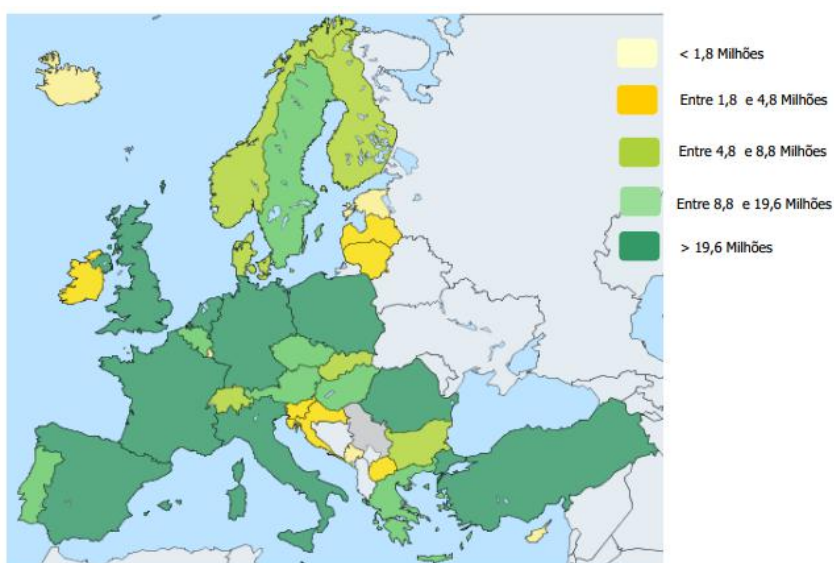 < 1,8 Milhões
Entre 1,8 e 4,8 Milhões
Entre 4,8 e 8,8 Milhões
Entre 8,8 e 19,6 Milhões
> 19,6 Milhões